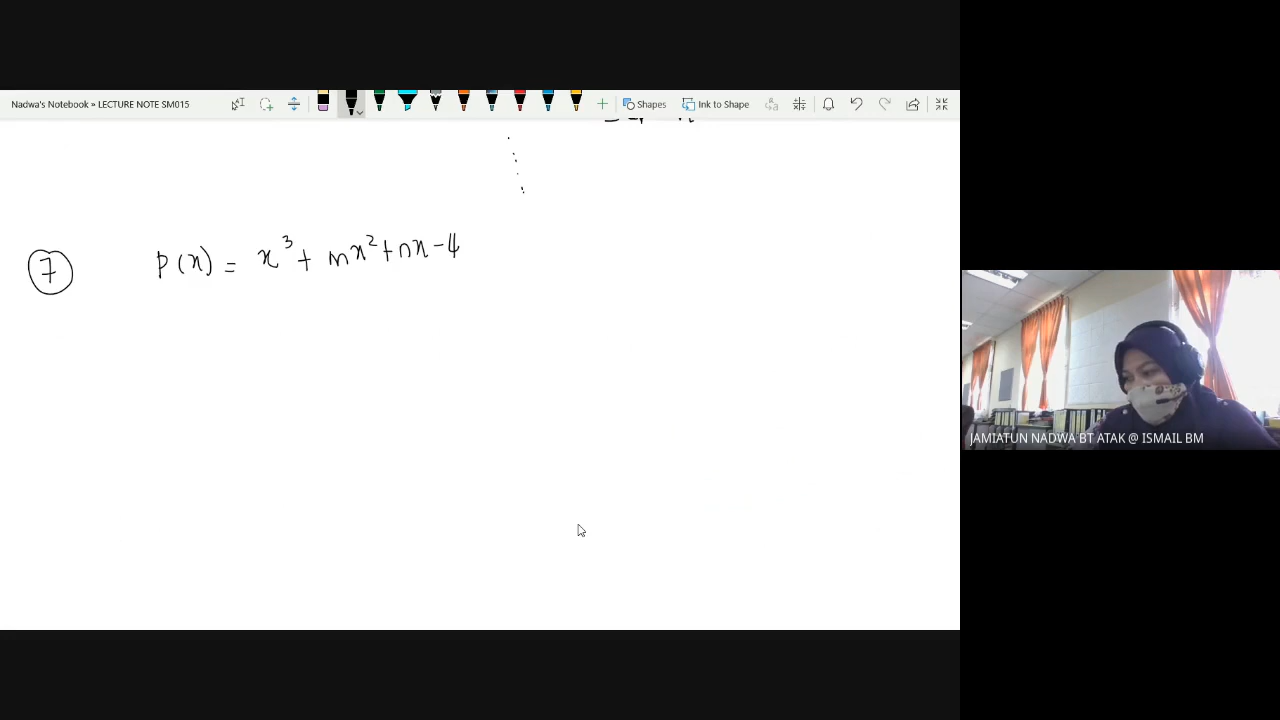 Nadwa's Notebook » LECTURE NOTE SM015
Shapes
Ink to Shape
7
P(x) = x³ + mx² + nx - 4
JAMIATUN NADWA BT ATAK @ ISMAIL BM